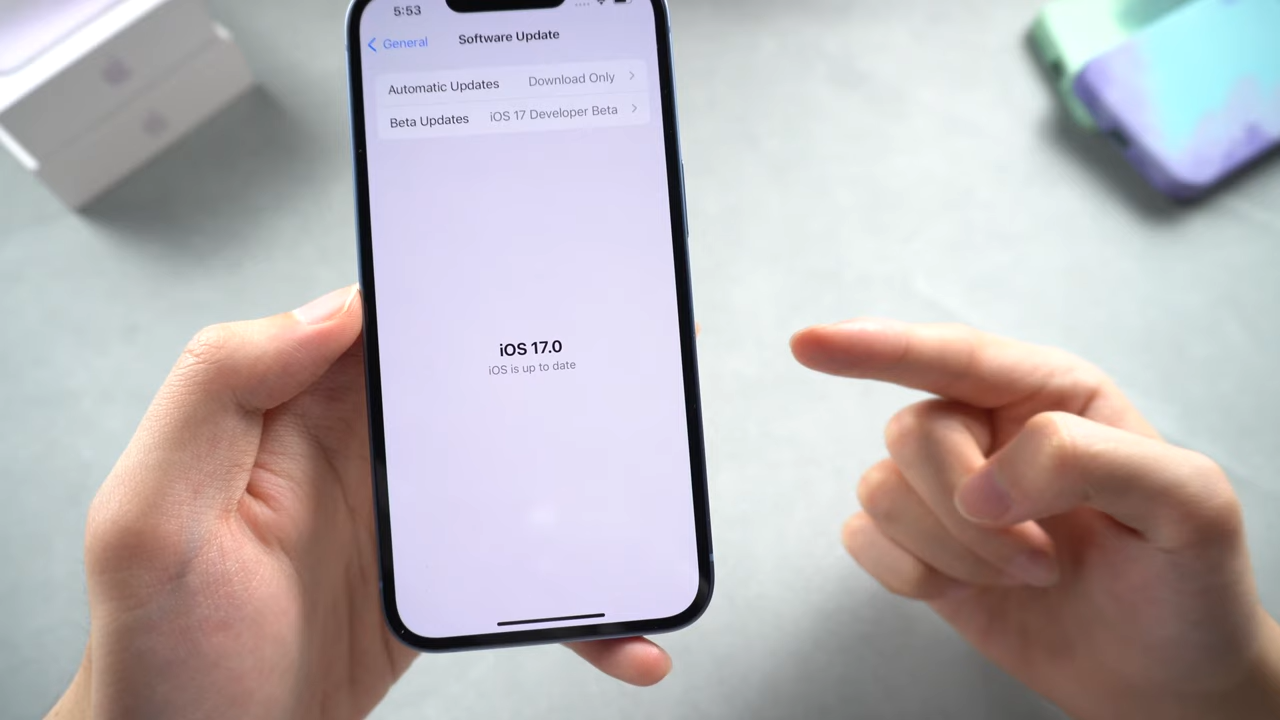 5:53
General
Software Update
Automatic Updates Download Only
Beta Updates iOS 17 Developer Beta
iOS 17.0
iOS is up to date